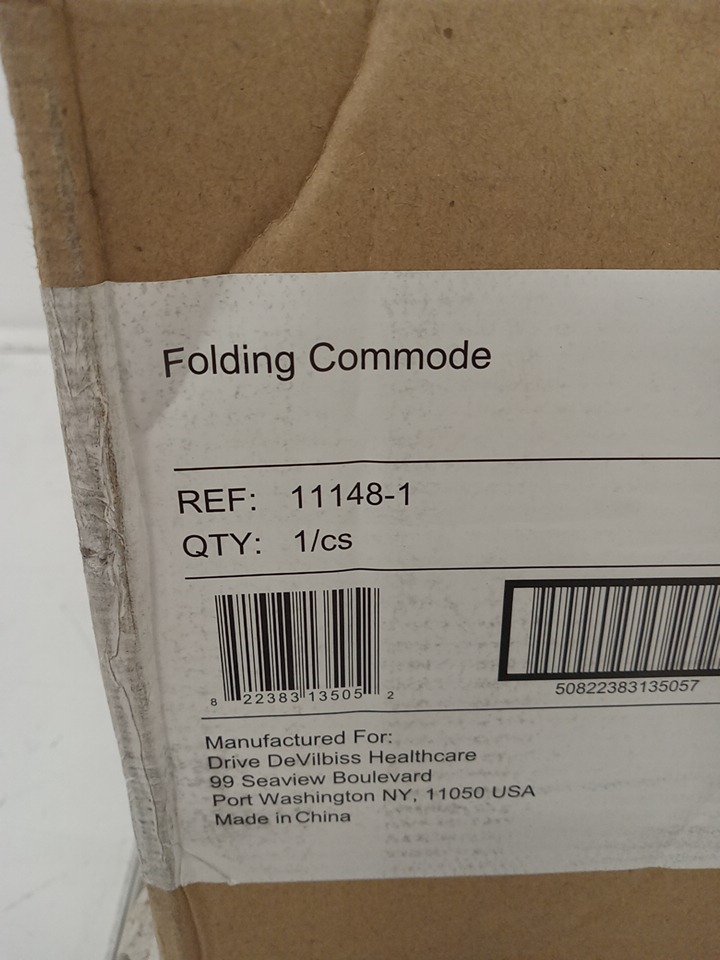 Folding Commode
REF: 11148-1
QTY: 1/cs
8 22383 13505 2
50822383135057
Manufactured For:
Drive DeVilbiss Healthcare
99 Seaview Boulevard
Port Washington NY, 11050 USA
Made in China